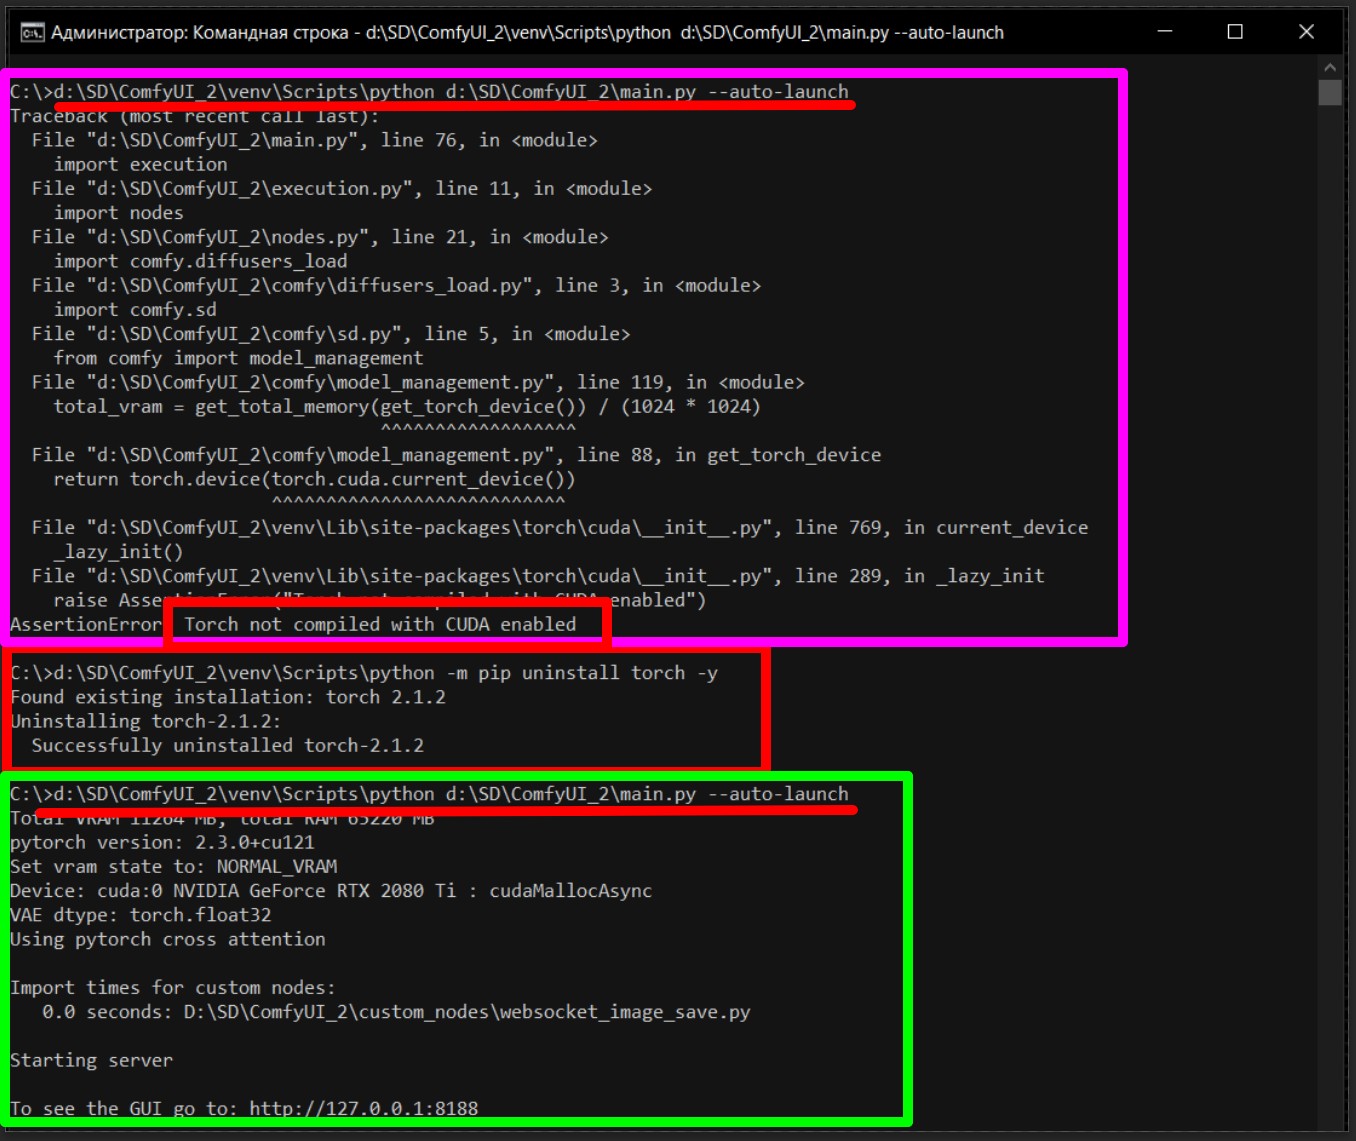 Администратор: Командная строка - d:\SD\ComfyUI_2\venv\Scripts\python  d:\SD\ComfyUI_2\main.py --auto-launch
C:\>d:\SD\ComfyUI_2\venv\Scripts\python d:\SD\ComfyUI_2\main.py --auto-launch
Traceback (most recent call last):
  File "d:\SD\ComfyUI_2\main.py", line 76, in <module>
    import execution
  File "d:\SD\ComfyUI_2\execution.py", line 11, in <module>
    import nodes
  File "d:\SD\ComfyUI_2\nodes.py", line 21, in <module>
    import comfy.diffusers_load
  File "d:\SD\ComfyUI_2\comfy\diffusers_load.py", line 3, in <module>
    import comfy.sd
  File "d:\SD\ComfyUI_2\comfy\sd.py", line 5, in <module>
    from comfy import model_management
  File "d:\SD\ComfyUI_2\comfy\model_management.py", line 119, in <module>
    total_vram = get_total_memory(get_torch_device()) / (1024 * 1024)
                                  ^^^^^^^^^^^^^^^^^^
  File "d:\SD\ComfyUI_2\comfy\model_management.py", line 88, in get_torch_device
    return torch.device(torch.cuda.current_device())
                        ^^^^^^^^^^^^^^^^^^^^^^^^^^^
  File "d:\SD\ComfyUI_2\venv\Lib\site-packages\torch\cuda\__init__.py", line 769, in current_device
    _lazy_init()
  File "d:\SD\ComfyUI_2\venv\Lib\site-packages\torch\cuda\__init__.py", line 289, in _lazy_init
    raise AssertionError("Torch not compiled with CUDA enabled")
AssertionError Torch not compiled with CUDA enabled
C:\>d:\SD\ComfyUI_2\venv\Scripts\python -m pip uninstall torch -y
Found existing installation: torch 2.1.2
Uninstalling torch-2.1.2:
  Successfully uninstalled torch-2.1.2
C:\>d:\SD\ComfyUI_2\venv\Scripts\python d:\SD\ComfyUI_2\main.py --auto-launch
Total VRAM 11264 MB, total RAM 65220 MB
pytorch version: 2.3.0+cu121
Set vram state to: NORMAL_VRAM
Device: cuda:0 NVIDIA GeForce RTX 2080 Ti : cudaMallocAsync
VAE dtype: torch.float32
Using pytorch cross attention
Import times for custom nodes:
   0.0 seconds: D:\SD\ComfyUI_2\custom_nodes\websocket_image_save.py
Starting server
To see the GUI go to: http://127.0.0.1:8188